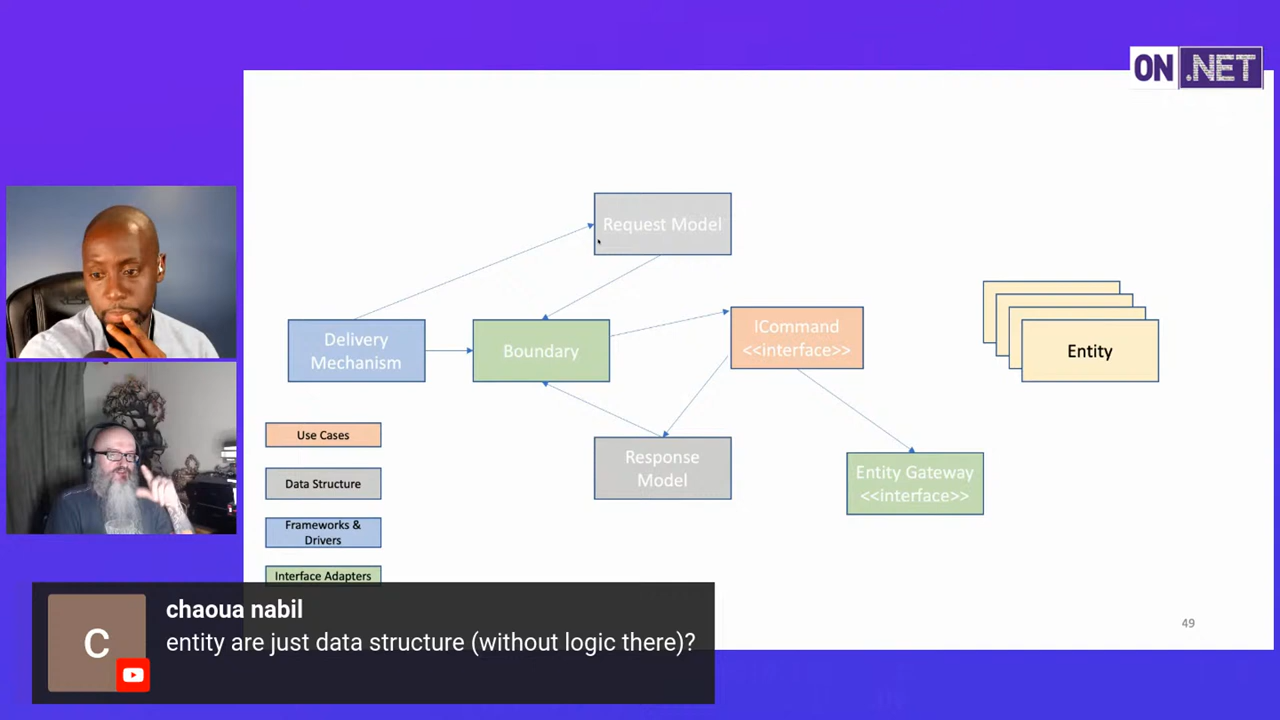 ON .NET
Request Model
Delivery
Mechanism
Boundary
ICommand
<<interface>>
Entity
Use Cases
Data Structure
Frameworks &
Drivers
Interface Adapters
Response
Model
Entity Gateway
<<interface>>
49
C
chaoua nabil
entity are just data structure (without logic there)?